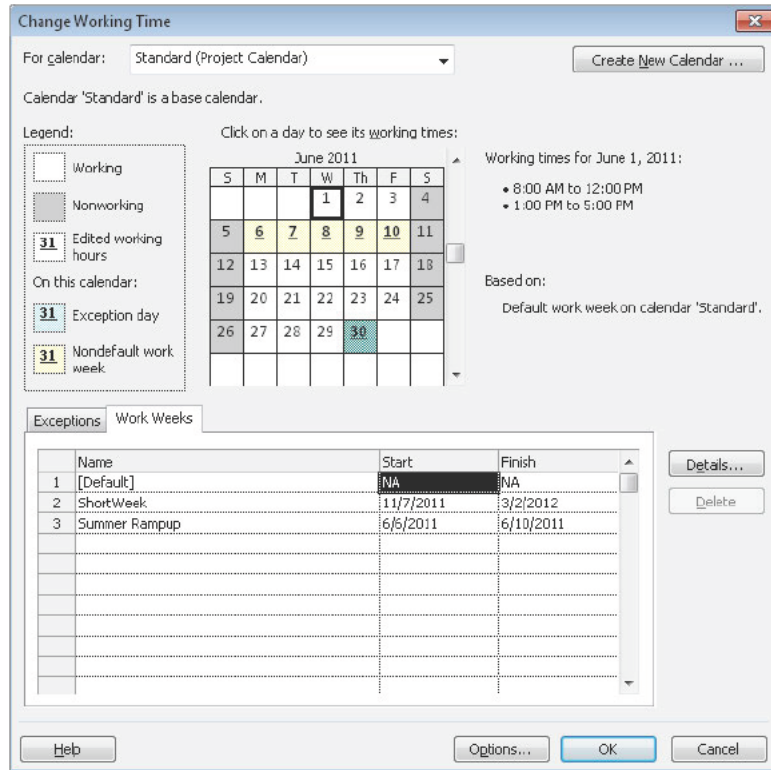 Change Working Time
For calendar: Standard (Project Calendar) Create New Calendar ...
Calendar 'Standard' is a base calendar.
Legend:
Working
Nonworking
31 Edited working hours
On this calendar:
31 Exception day
31 Nondefault work week
Click on a day to see its working times:
June 2011
S M T W Th F S
1 2 3 4
5 6 7 8 9 10 11
12 13 14 15 16 17 18
19 20 21 22 23 24 25
26 27 28 29 30
Working times for June 1, 2011:
• 8:00 AM to 12:00 PM
• 1:00 PM to 5:00 PM
Based on:
Default work week on calendar 'Standard'.
Exceptions Work Weeks
Name Start Finish
1 [Default] NA NA
2 ShortWeek 11/7/2011 3/2/2012
3 Summer Rampup 6/6/2011 6/10/2011
Details...
Delete
Help Options... OK Cancel